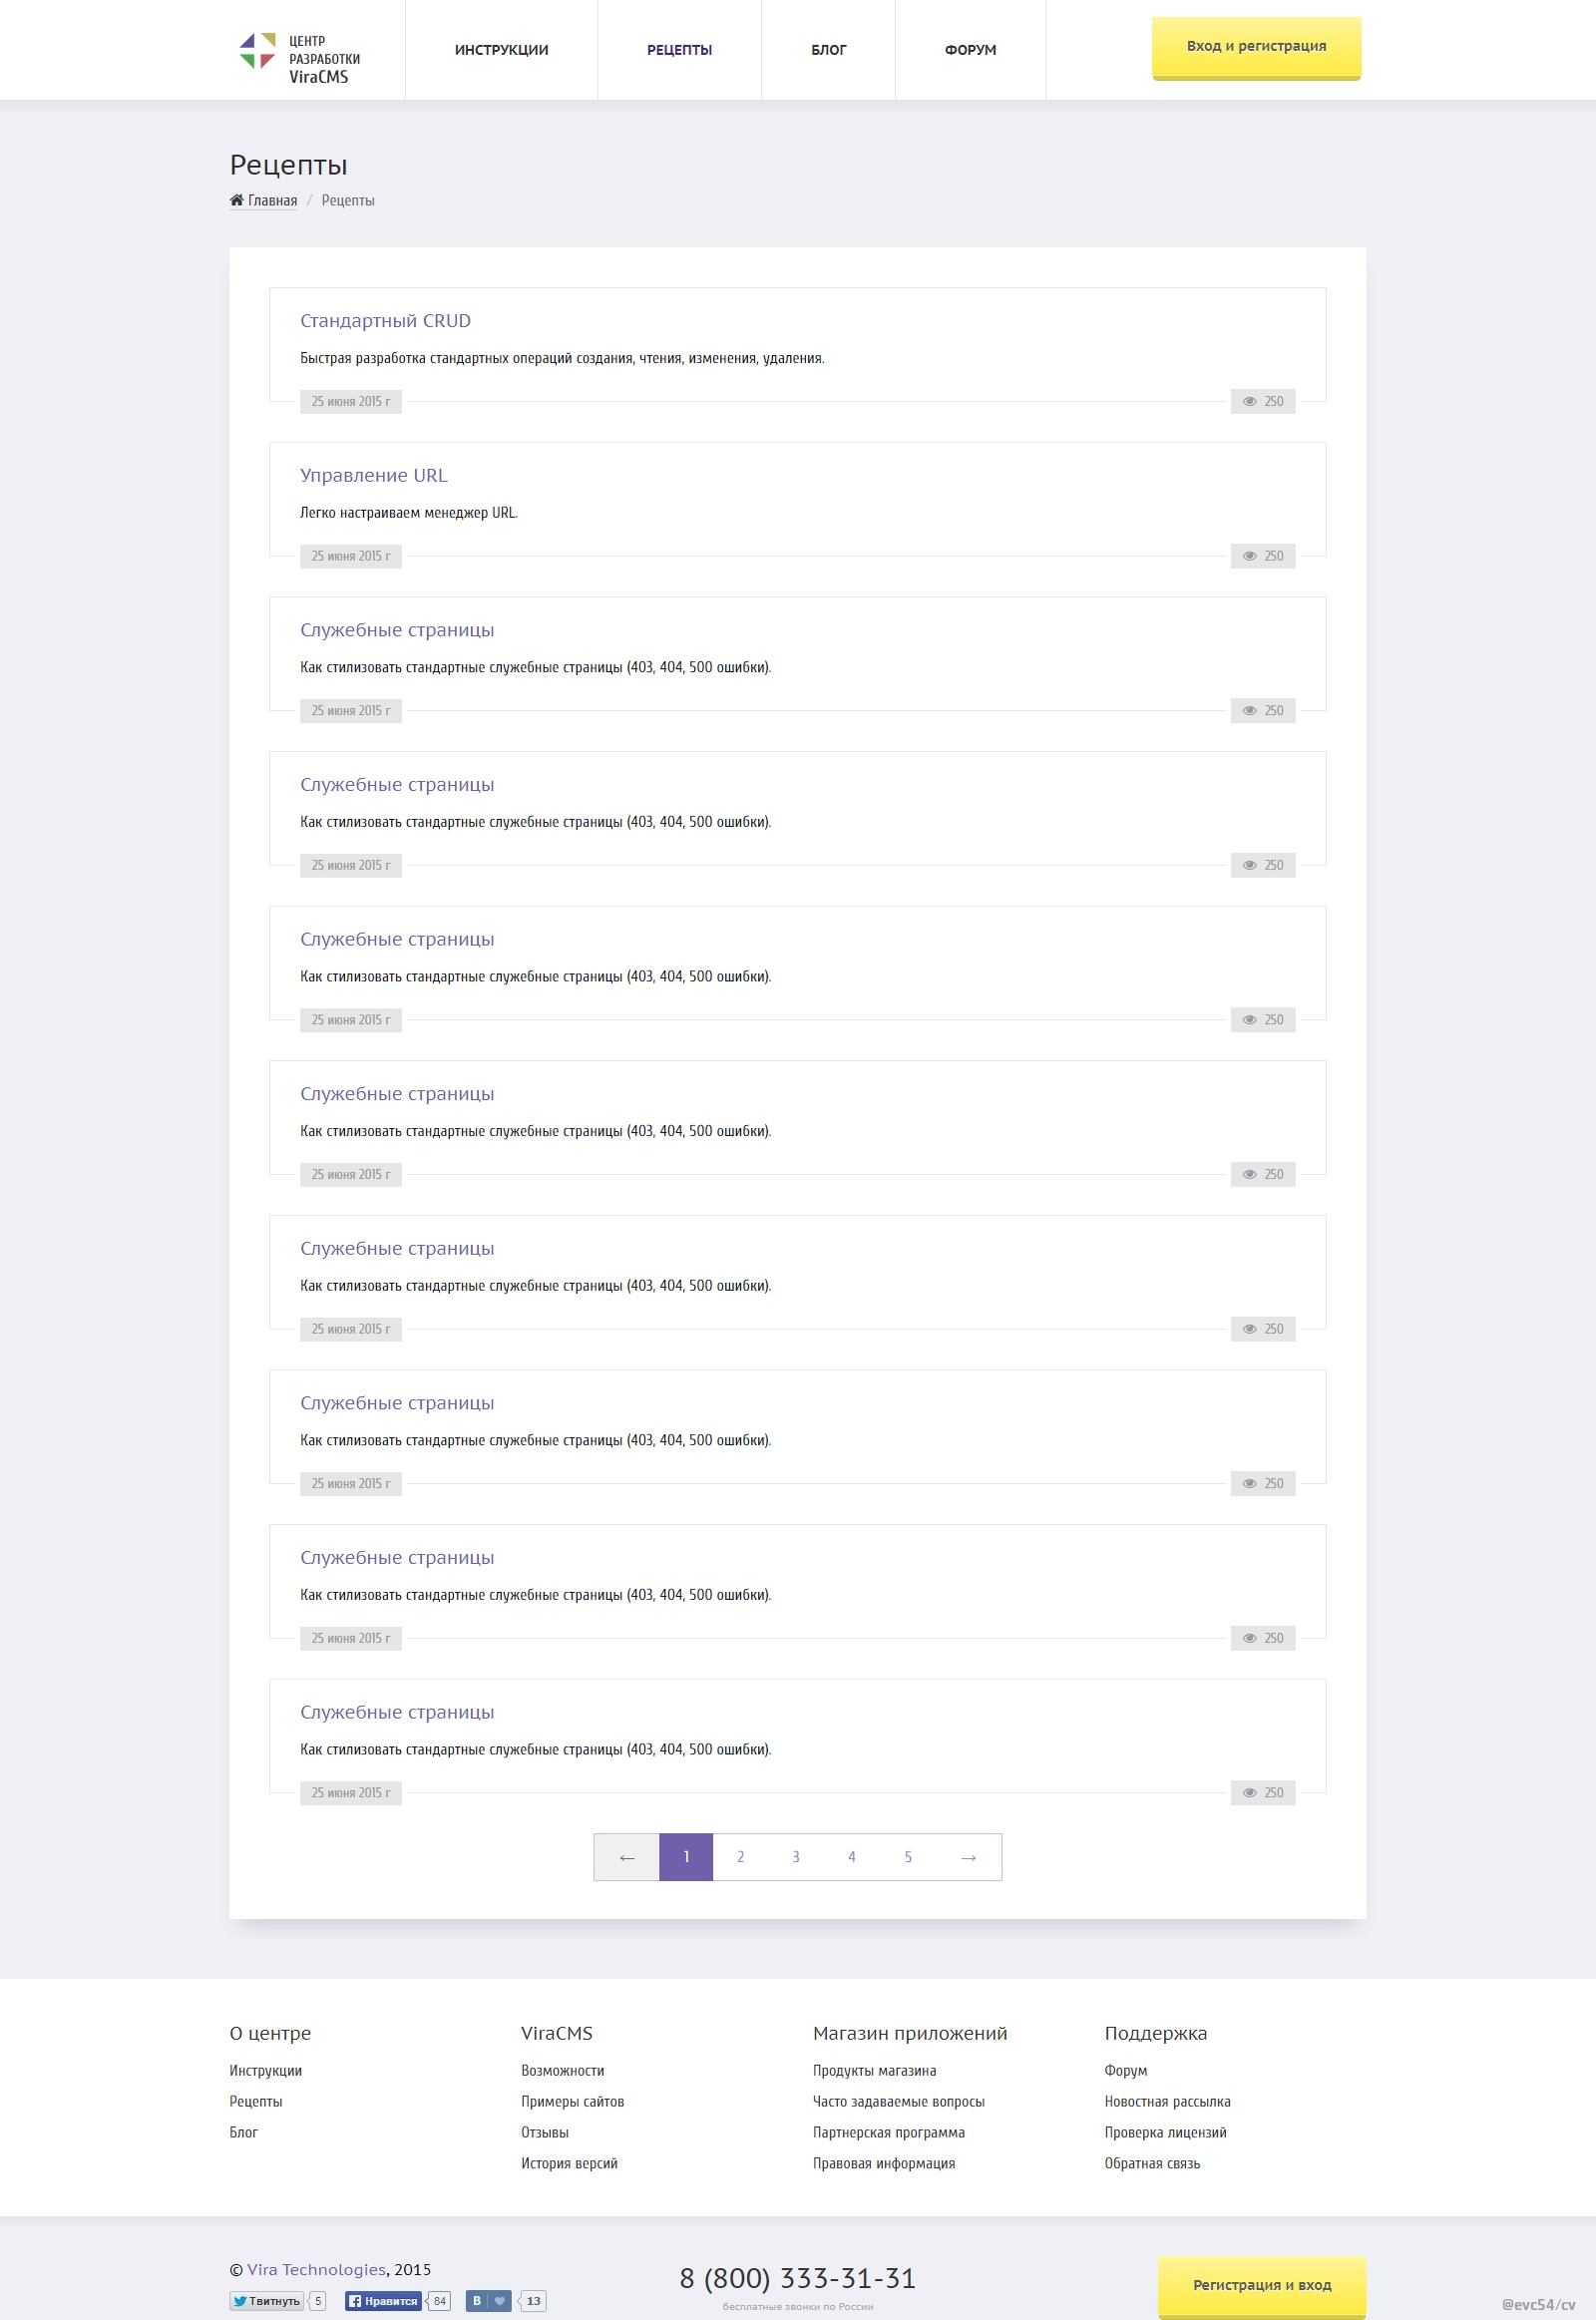 ЦЕНТР
РАЗРАБОТКИ
ViraCMS
ИНСТРУКЦИИ
РЕЦЕПТЫ
БЛОГ
ФОРУМ
Вход и регистрация
Рецепты
Главная / Рецепты
Стандартный CRUD
Быстрая разработка стандартных операций создания, чтения, изменения, удаления.
25 июня 2015 г
250
Управление URL
Легко настраиваем менеджер URL.
25 июня 2015 г
250
Служебные страницы
Как стилизовать стандартные служебные страницы (403, 404, 500 ошибки).
25 июня 2015 г
250
Служебные страницы
Как стилизовать стандартные служебные страницы (403, 404, 500 ошибки).
25 июня 2015 г
250
Служебные страницы
Как стилизовать стандартные служебные страницы (403, 404, 500 ошибки).
25 июня 2015 г
250
Служебные страницы
Как стилизовать стандартные служебные страницы (403, 404, 500 ошибки).
25 июня 2015 г
250
Служебные страницы
Как стилизовать стандартные служебные страницы (403, 404, 500 ошибки).
25 июня 2015 г
250
Служебные страницы
Как стилизовать стандартные служебные страницы (403, 404, 500 ошибки).
25 июня 2015 г
250
Служебные страницы
Как стилизовать стандартные служебные страницы (403, 404, 500 ошибки).
25 июня 2015 г
250
Служебные страницы
Как стилизовать стандартные служебные страницы (403, 404, 500 ошибки).
25 июня 2015 г
250
← 1 2 3 4 5 →
О центре
Инструкции
Рецепты
Блог
ViraCMS
Возможности
Примеры сайтов
Отзывы
История версий
Магазин приложений
Продукты магазина
Часто задаваемые вопросы
Партнерская программа
Правовая информация
Поддержка
Форум
Новостная рассылка
Проверка лицензий
Обратная связь
© Vira Technologies, 2015
Твитнуть 5
Нравится 84
В 13
8 (800) 333-31-31
бесплатные звонки по России
Регистрация и вход
@evc54/cv